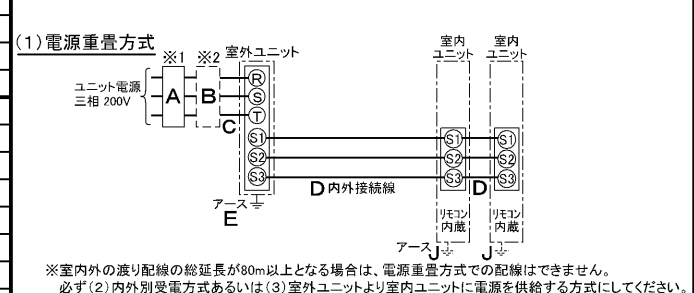 (1)電源重畳方式
※1 ※2 室外ユニット 室内ユニット 室内ユニット
ユニット電源
三相 200V
A B
R
S
T
C
S1 S1 S1
S2 S2 S2
S3 D内外接続線 S3 D S3
アース
E
リモコン内蔵 リモコン内蔵
アース J J
※室内外の渡り配線の総延長が80m以上となる場合は、電源重畳方式での配線はできません。
必ず(2)内外別受電方式あるいは(3)室外ユニットより室内ユニットに電源を供給する方式にしてください。